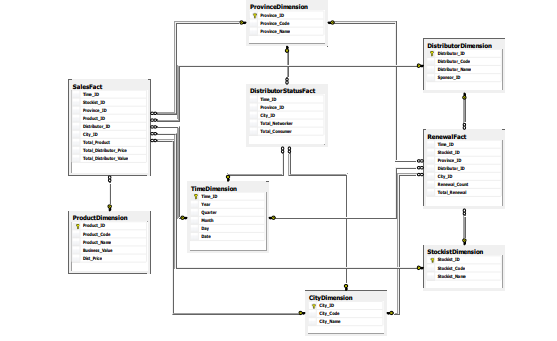 ProvinceDimension
Province_ID
Province_Code
Province_Name
DistributorDimension
Distributor_ID
Distributor_Code
Distributor_Name
Sponsor_ID
SalesFact
Time_ID
Stockist_ID
Province_ID
Product_ID
Distributor_ID
City_ID
Total_Product
Total_Distributor_Price
Total_Distributor_Value
DistributorStatusFact
Time_ID
Province_ID
City_ID
Total_Networker
Total_Consumer
RenewalFact
Time_ID
Stockist_ID
Province_ID
Distributor_ID
City_ID
Renewal_Count
Total_Renewal
TimeDimension
Time_ID
Year
Quarter
Month
Day
Date
ProductDimension
Product_ID
Product_Code
Product_Name
Business_Value
Dist_Price
StockistDimension
Stockist_ID
Stockist_Code
Stockist_Name
CityDimension
City_ID
City_Code
City_Name